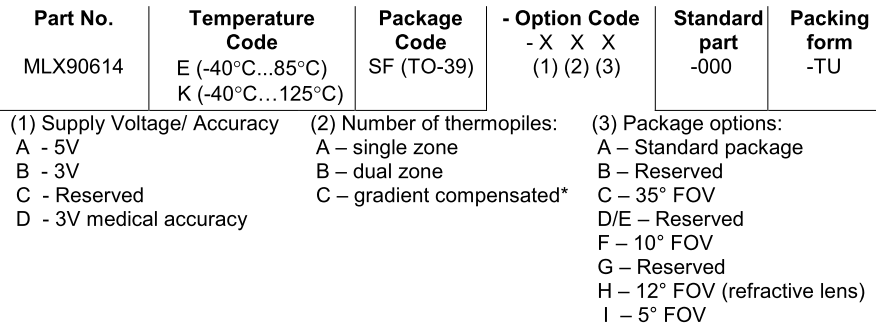 Part No. Temperature Code Package Code - Option Code Standard part Packing form
- X X X
MLX90614 E (-40°C...85°C) SF (TO-39) (1) (2) (3) -000 -TU
K (-40°C…125°C)
(1) Supply Voltage/ Accuracy (2) Number of thermopiles: (3) Package options:
A - 5V A – single zone A – Standard package
B - 3V B – dual zone B – Reserved
C - Reserved C – gradient compensated* C – 35° FOV
D - 3V medical accuracy D/E – Reserved
F – 10° FOV
G – Reserved
H – 12° FOV (refractive lens)
I – 5° FOV